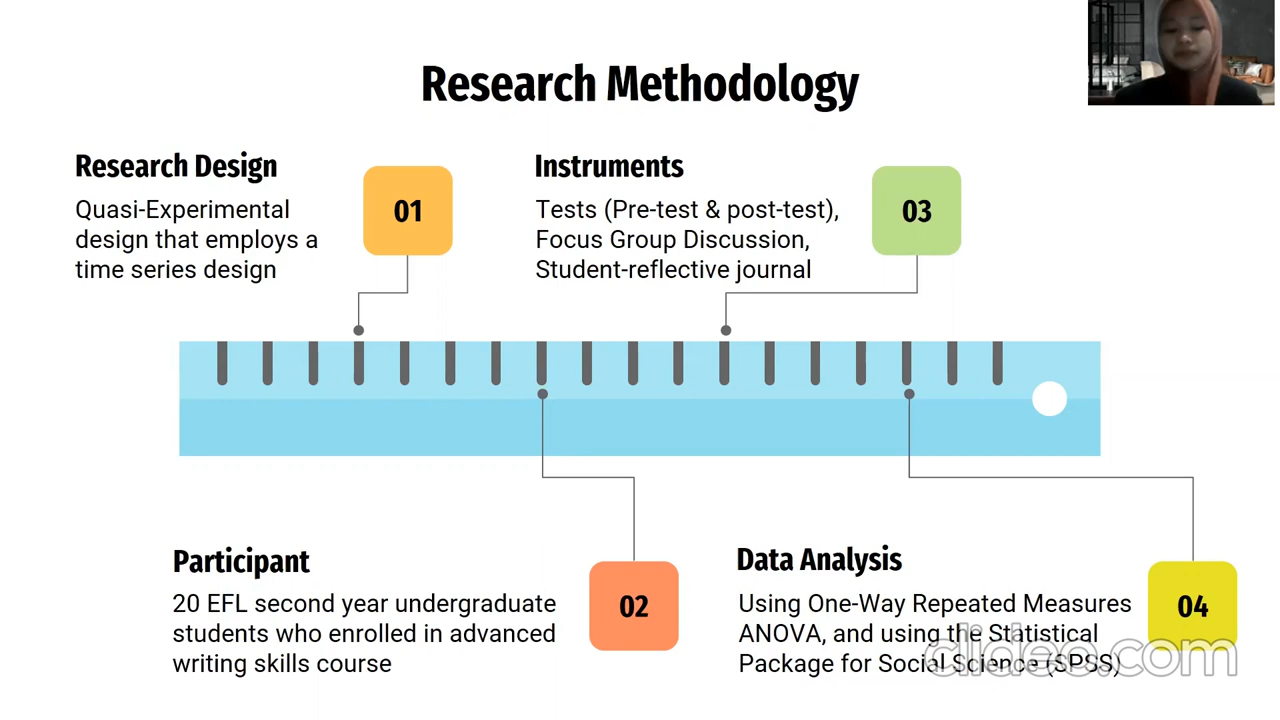 Research Methodology
Research Design
Quasi-Experimental
design that employs a
time series design
01
Participant
20 EFL second year undergraduate
students who enrolled in advanced
writing skills course
02
Instruments
Tests (Pre-test & post-test),
Focus Group Discussion,
Student-reflective journal
03
Data Analysis
Using One-Way Repeated Measures
ANOVA, and using the Statistical
Package for Social Science (SPSS)
04
clideo.com